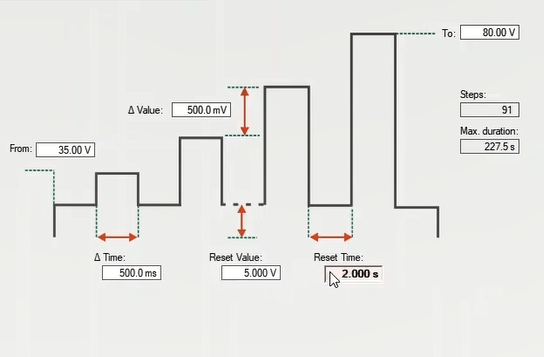 To: 80.00 V
Δ Value: 500.0 mV
Steps:
91
Max. duration:
227.5 s
From: 35.00 V
Δ Time:
500.0 ms
Reset Value:
5.000 V
Reset Time:
2.000 s